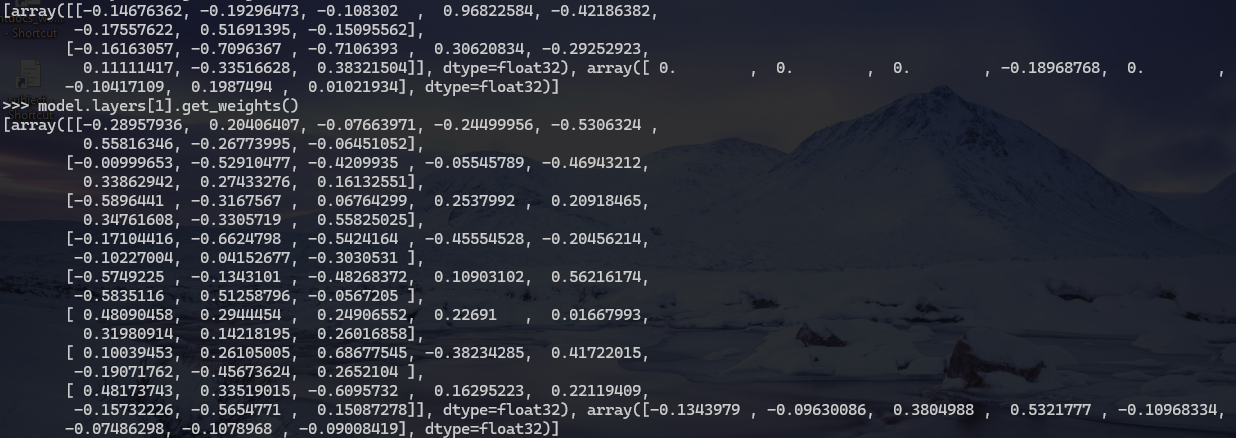 [array([[-0.14676362, -0.19296473, -0.108302  ,  0.96822584, -0.42186382,
        -0.17557622,  0.51691395, -0.15095562],
       [-0.16163057, -0.7096367 , -0.7106393 ,  0.30620834, -0.29252923,
         0.11111417, -0.33516628,  0.38321504]], dtype=float32), array([ 0.        ,  0.        ,  0.        , -0.18968768,  0.        ,
       -0.10417109,  0.1987494 ,  0.01021934], dtype=float32)]
>>> model.layers[1].get_weights()
[array([[-0.28957936,  0.20406407, -0.07663971, -0.24499956, -0.5306324 ,
         0.55816346, -0.26773995, -0.06451052],
       [-0.00999653, -0.52910477, -0.4209935 , -0.05545789, -0.46943212,
         0.33862942,  0.27433276,  0.16132551],
       [-0.5896441 , -0.3167567 ,  0.06764299,  0.2537992 ,  0.20918465,
         0.34761608, -0.3305719 ,  0.55825025],
       [-0.17104416, -0.6624798 , -0.5424164 , -0.45554528, -0.20456214,
        -0.10227004,  0.04152677, -0.3030531 ],
       [-0.5749225 , -0.1343101 , -0.48268372,  0.10903102,  0.56216174,
        -0.5835116 ,  0.51258796, -0.0567205 ],
       [ 0.48090458,  0.2944454 ,  0.24906552,  0.22691   ,  0.01667993,
         0.31980914,  0.14218195,  0.26016858],
       [ 0.10039453,  0.26105005,  0.68677545, -0.38234285,  0.41722015,
        -0.19071762, -0.45673624,  0.2652104 ],
       [ 0.48173743,  0.33519015, -0.6095732 ,  0.16295223,  0.22119409,
        -0.15732226, -0.5654771 ,  0.15087278]], dtype=float32), array([-0.1343979 , -0.09630086,  0.3804988 ,  0.5321777 , -0.10968334,
       -0.07486298, -0.1078968 , -0.09008419], dtype=float32)]
- Shortcut
Shortcut